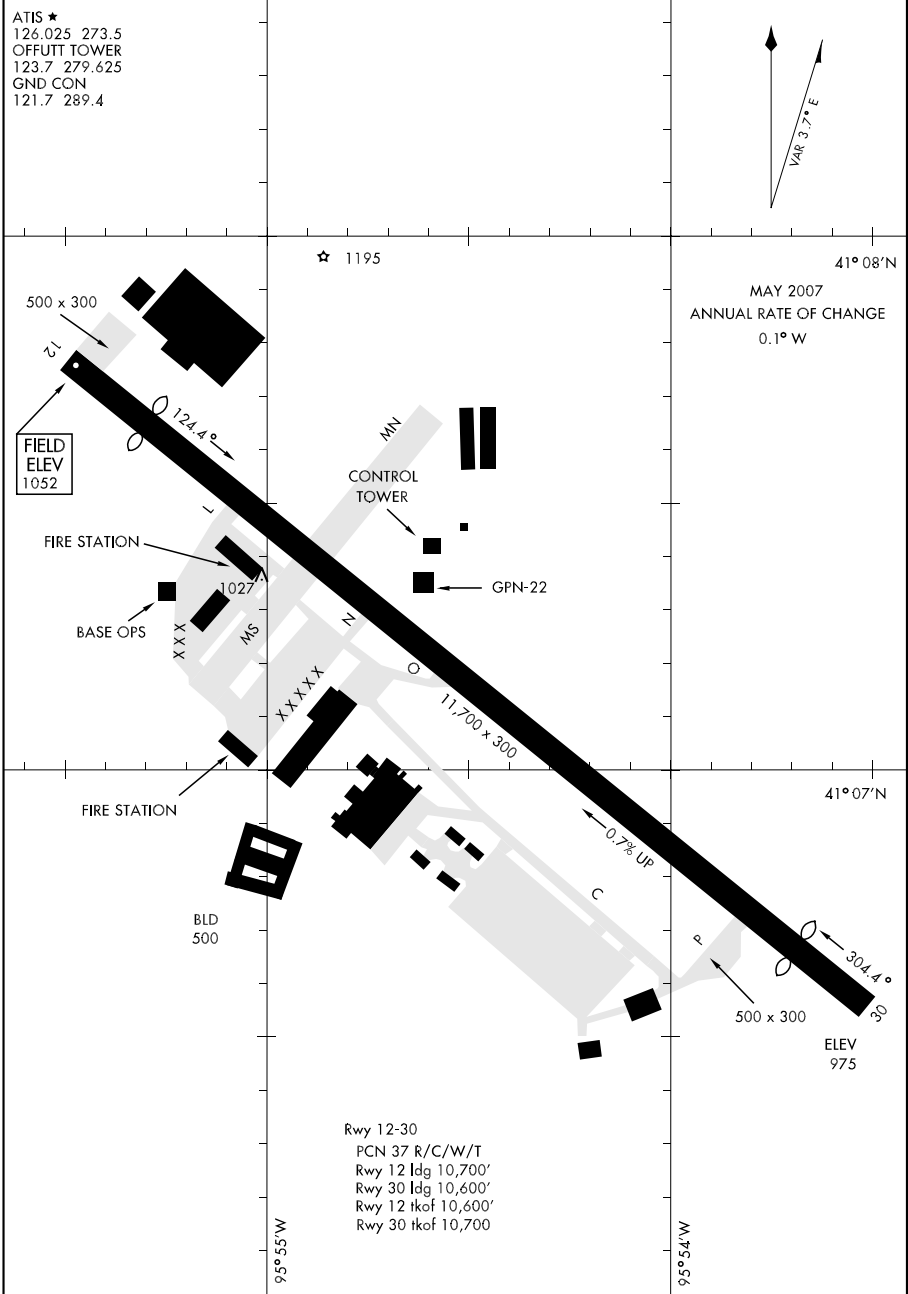 ATIS ★
126.025 273.5
OFFUTT TOWER
123.7 279.625
GND CON
121.7 289.4
VAR 3.7° E
1195
41° 08'N
MAY 2007
ANNUAL RATE OF CHANGE
0.1° W
500 x 300
12
124.4°
FIELD
ELEV
1052
MN
CONTROL
TOWER
L
FIRE STATION
1027
GPN-22
BASE OPS
X X X
MS
N
O
X X X X X
11,700 x 300
FIRE STATION
41° 07'N
0.7% UP
C
BLD
500
P
304.4°
500 x 300
30
ELEV
975
Rwy 12-30
PCN 37 R/C/W/T
Rwy 12 ldg 10,700'
Rwy 30 ldg 10,600'
Rwy 12 tkof 10,600'
Rwy 30 tkof 10,700
95° 55'W
95° 54'W